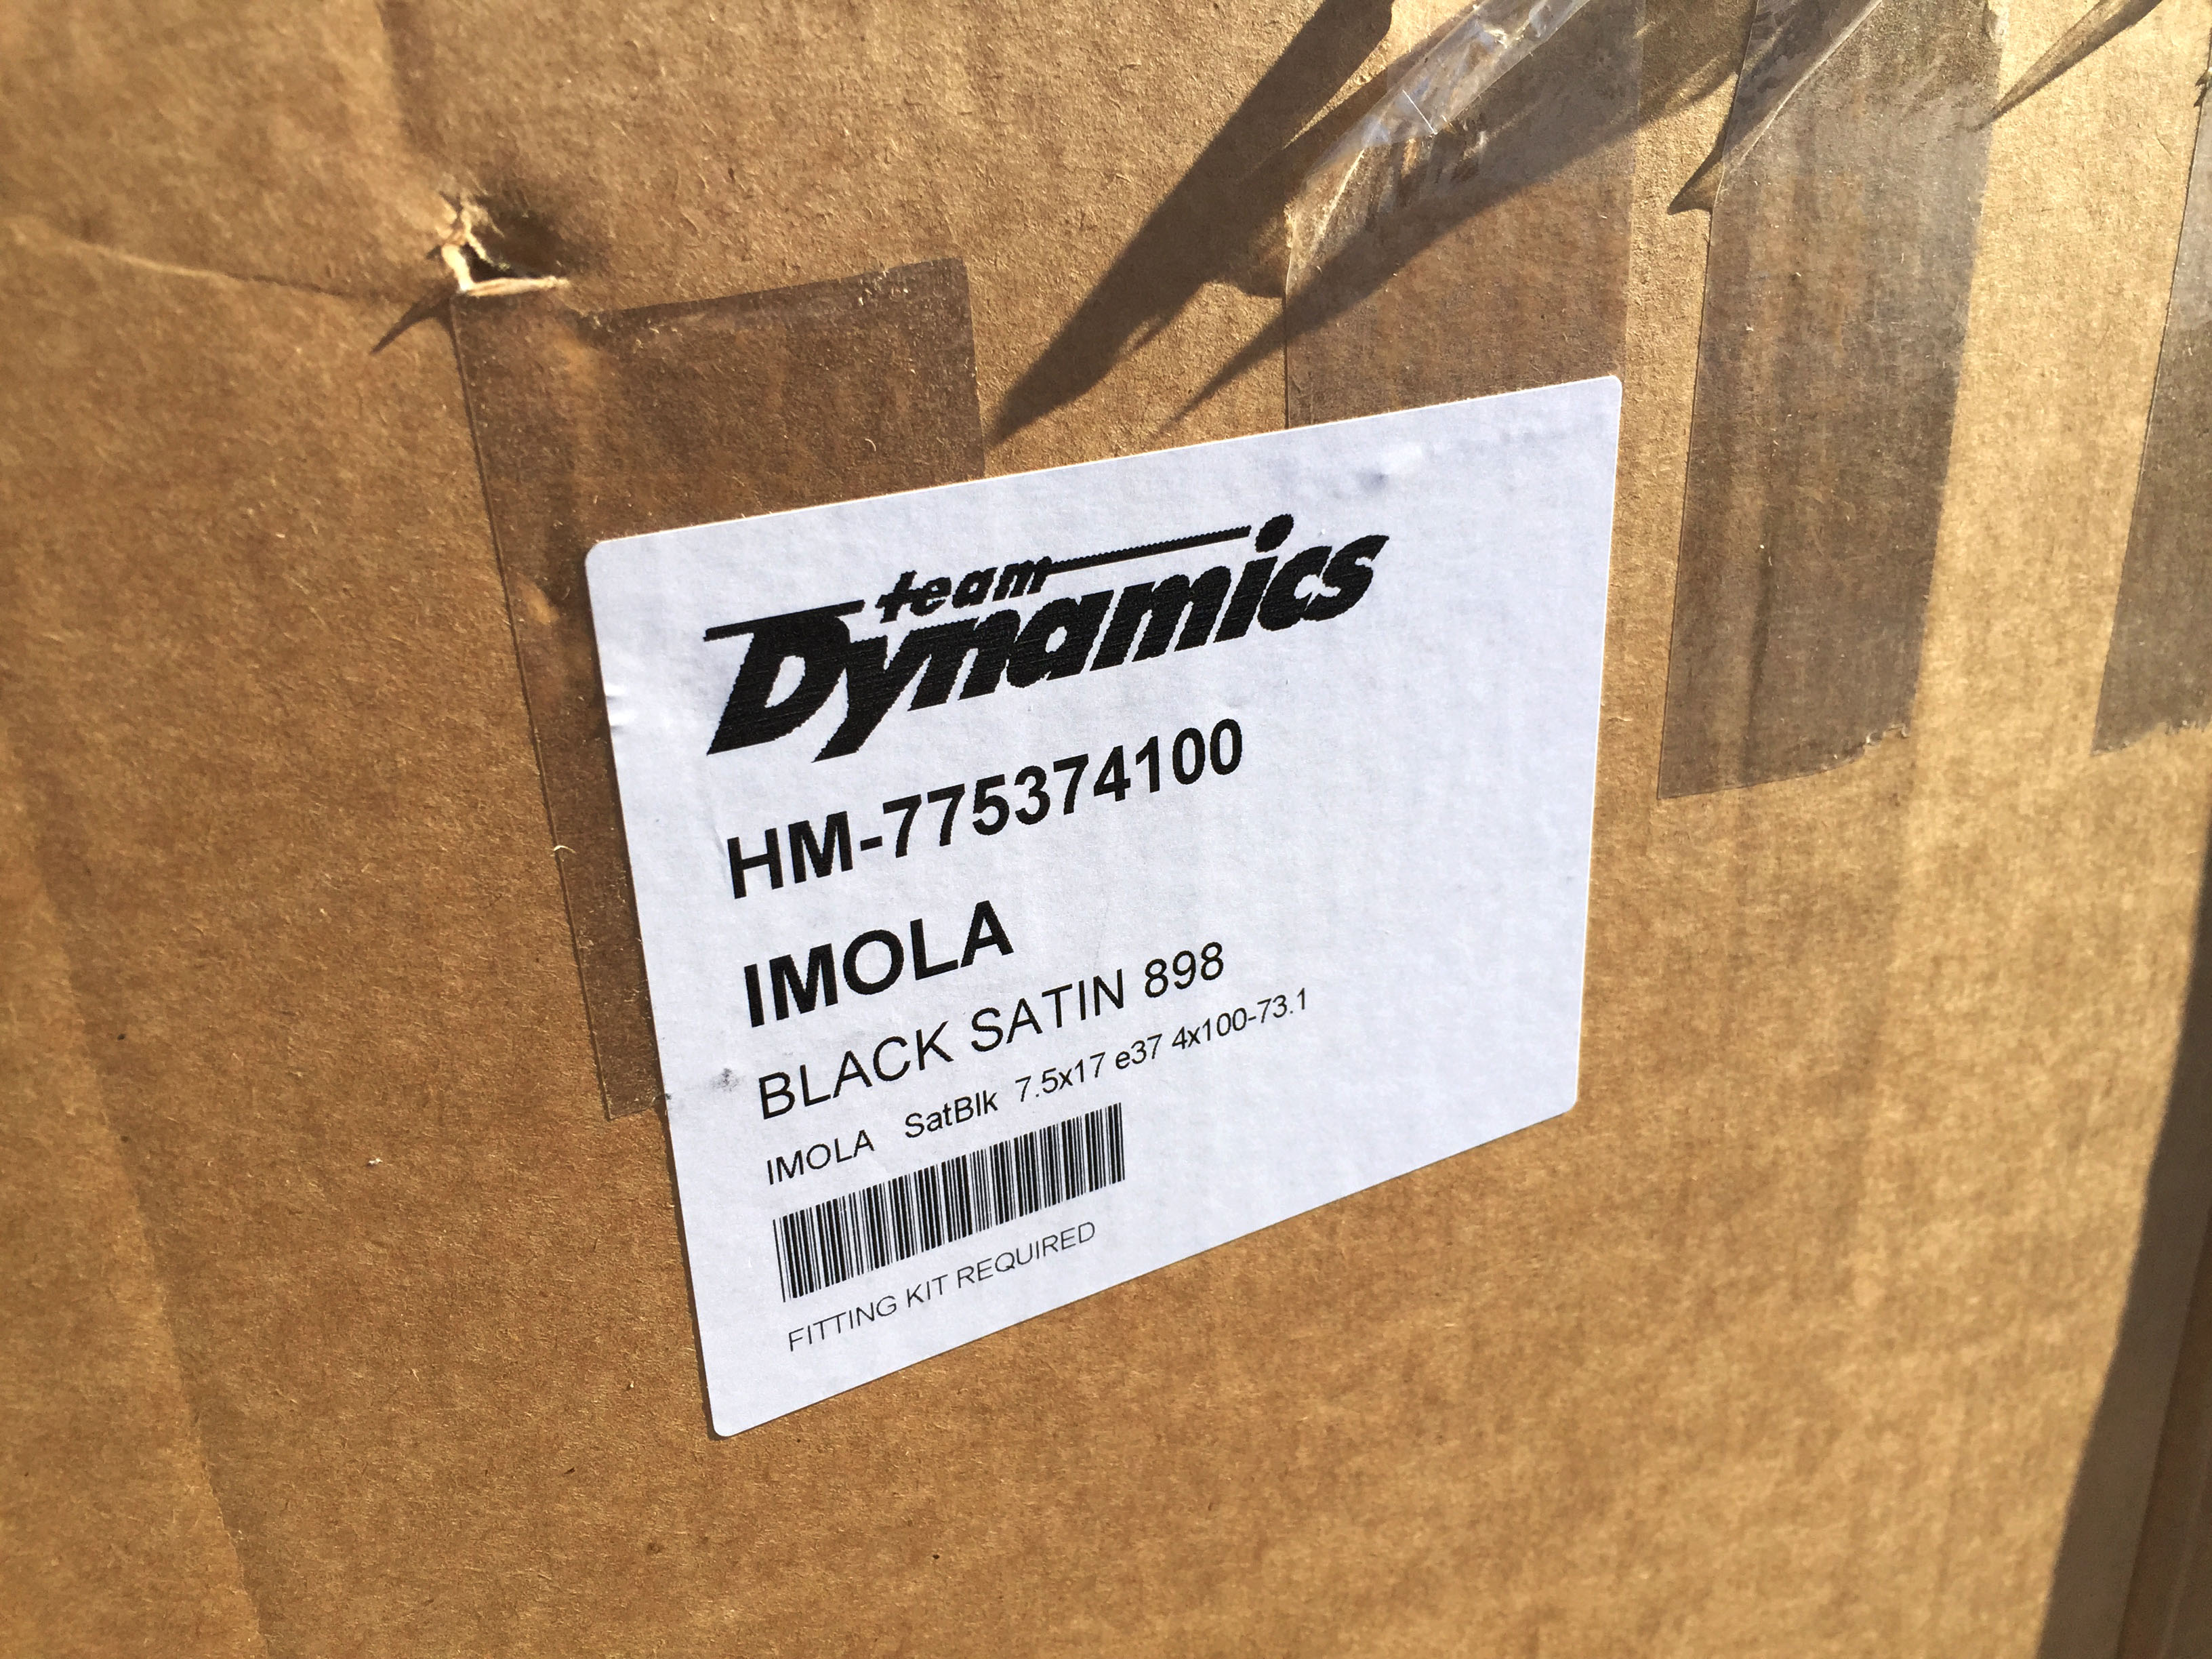 team
Dynamics
HM-775374100
IMOLA
BLACK SATIN 898
IMOLA SatBlk 7.5x17 e37 4x100-73.1
FITTING KIT REQUIRED